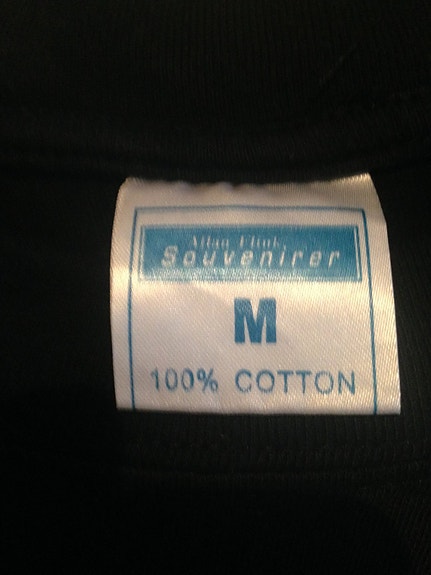 Allan Flink
Souvenirer
M
100% COTTON